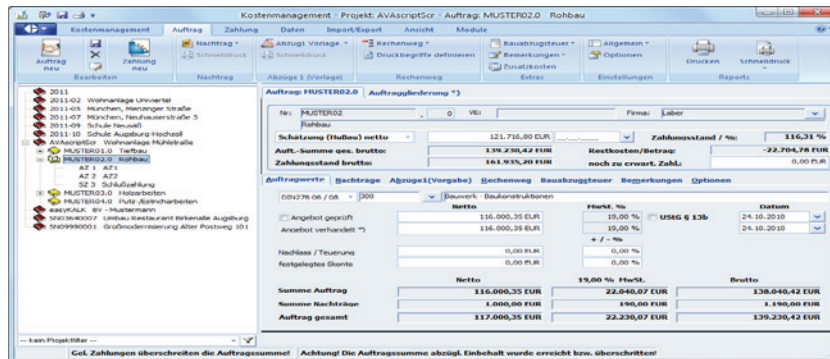 Kostenmanagement - Projekt: AVAscriptScr - Auftrag: MUSTER02.0 Rohbau
Kostenmanagement Auftrag Zahlung Daten Import/Export Ansicht Module
Auftrag neu
Zahlung neu
Bearbeiten
Nachtrag
Schnelldruck
Nachtrag
Abzüge Vorlage
Schnelldruck
Abzüge 1 (Vorlage)
Rechenweg
Druckbegriffe definieren
Rechenweg
Bauabzugsteuer
Bemerkungen
Zusatzkosten
Extras
Allgemein
Optionen
Einstellungen
Drucken
Schnelldruck
Reports
2011
2011-02 Wohnanlage Univiertel
2011-05 München, Menzinger Straße
2011-07 München, Neuhauserstraße 3
2011-09 Schule Neusäß
2011-10 Schule Augsburg Hochzoll
AVAscriptScr Wohnanlage Mühlstraße
MUSTER01.0 Tiefbau
MUSTER02.0 Rohbau
AZ 1 AZ1
AZ 2 AZ2
SZ 3 Schlußzahlung
MUSTER03.0 Holzarbeiten
MUSTER04.0 Putz-/Estricharbeiten
easyKALK BV - Mustermann
SN03640007 Umbau Restaurant Birkenalle Augsburg
SN09990001 Großmodernisierung Alter Postweg 101
-- kein Projektfilter --
Auftrag: MUSTER02.0 Auftraggliederung *)
Nr: MUSTER02 . 0 VE: Firma: Laber
Rohbau
Schätzung (HuBau) netto 121.716,80 EUR Zahlungsstand / %: 116,31 %
Auft.-Summe ges. brutto: 139.230,42 EUR Restkosten/Betrag: -22.704,78 EUR
Zahlungsstand brutto: 161.935,20 EUR noch zu erwart. Zahl.: 0,00 EUR
Auftragwerte Nachträge Abzüge1(Vorgabe) Rechenweg Bauabzugsteuer Bemerkungen Optionen
DIN276 06 / 08 300 Bauwerk - Baukonstruktionen
Netto MWSt. % Datum
Angebot geprüft 116.000,35 EUR 19,00 % UStG § 13b 24.10.2010
Angebot verhandelt *) 116.000,35 EUR 19,00 % 24.10.2010
+ / - %
Nachlass / Teuerung 0,00 EUR 0,00 %
festgelegtes Skonto 0,00 EUR 0,00 %
Netto 19,00 % MwSt. Brutto
Summe Auftrag 116.000,35 EUR 22.040,07 EUR 138.040,42 EUR
Summe Nachträge 1.000,00 EUR 190,00 EUR 1.190,00 EUR
Auftrag gesamt 117.000,35 EUR 22.230,07 EUR 139.230,42 EUR
Gel. Zahlungen überschreiten die Auftragssumme! Achtung! Die Auftragssumme abzügl. Einbehalt wurde erreicht bzw. überschritten!